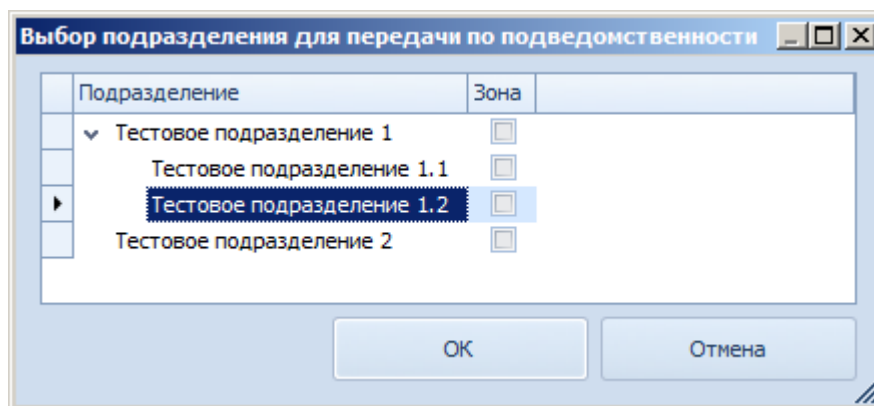 Выбор подразделения для передачи по подведомственности
Подразделение Зона
Тестовое подразделение 1
Тестовое подразделение 1.1
Тестовое подразделение 1.2
Тестовое подразделение 2
ОК Отмена